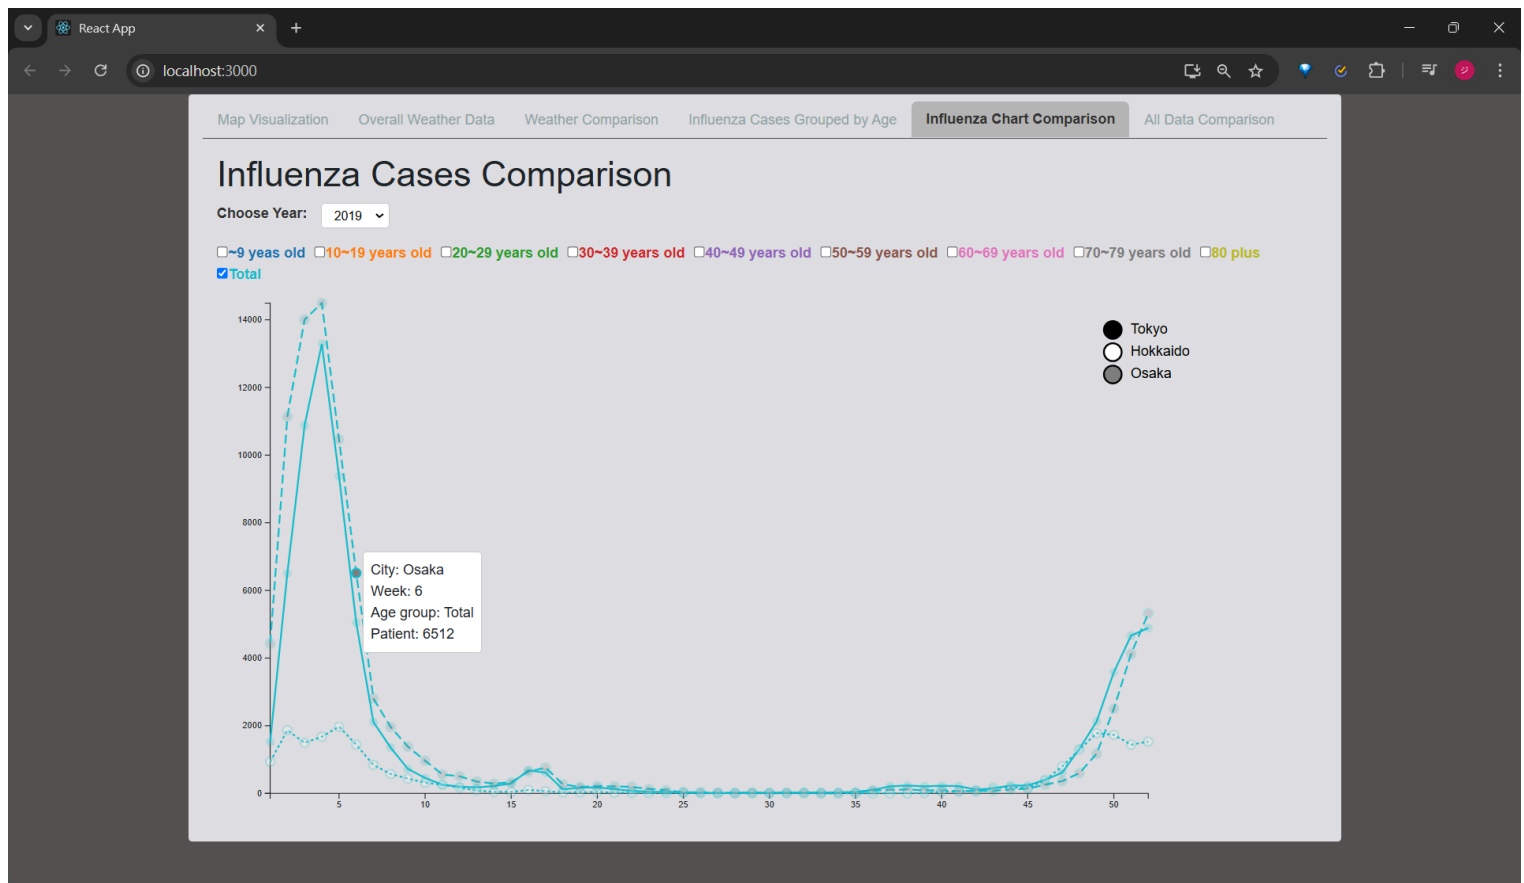 React App
localhost:3000
ジ
Map Visualization Overall Weather Data Weather Comparison Influenza Cases Grouped by Age Influenza Chart Comparison All Data Comparison
Influenza Cases Comparison
Choose Year: 2019
~9 yeas old 10~19 years old 20~29 years old 30~39 years old 40~49 years old 50~59 years old 60~69 years old 70~79 years old 80 plus
Total
14000
12000
10000
8000
6000
4000
2000
0
Tokyo
Hokkaido
Osaka
City: Osaka
Week: 6
Age group: Total
Patient: 6512
5 10 15 20 25 30 35 40 45 50